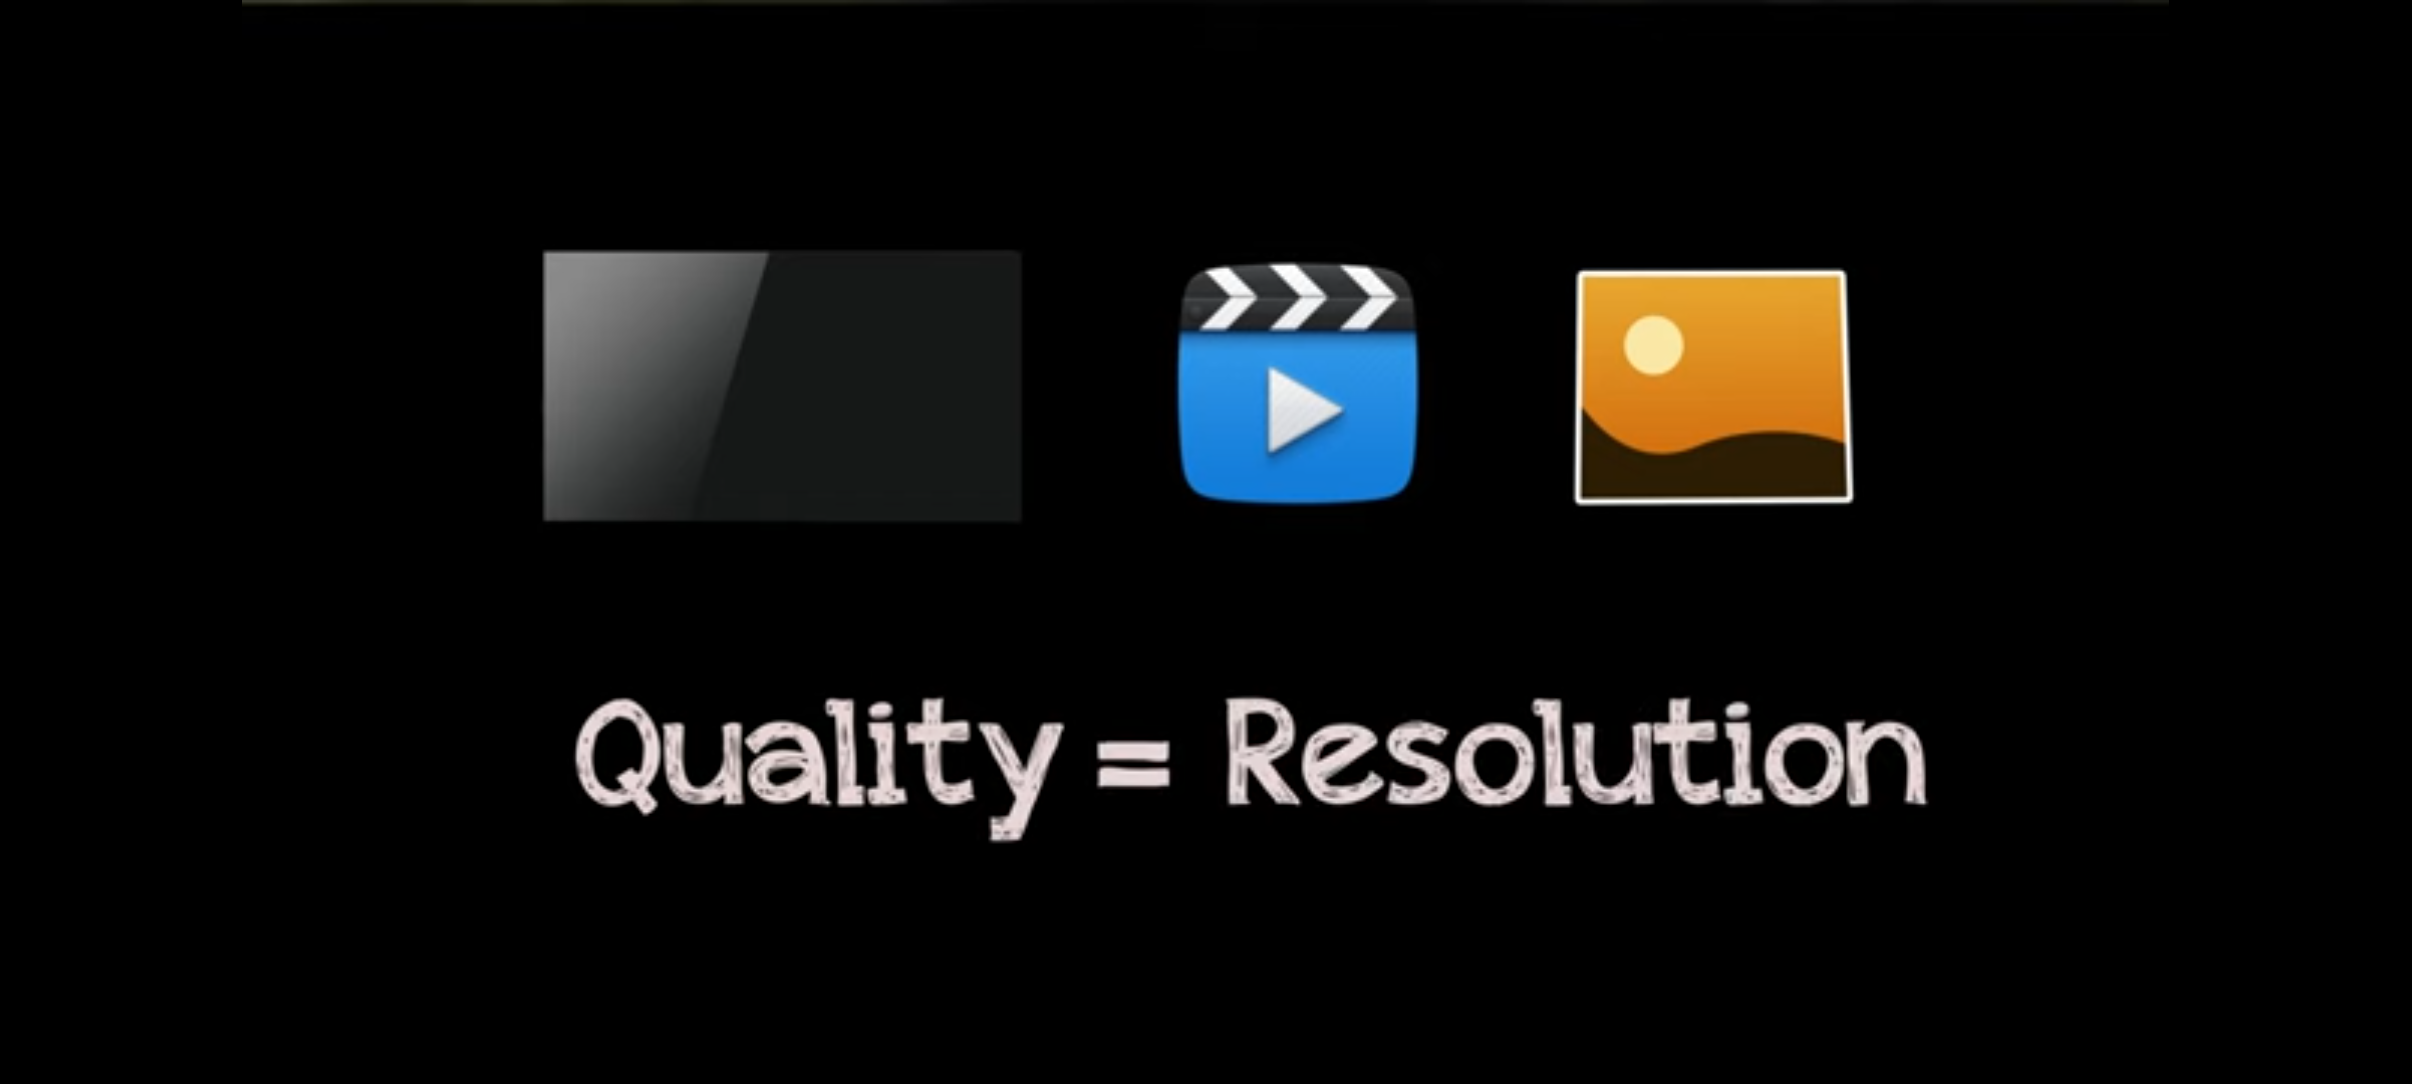 Quality = Resolution